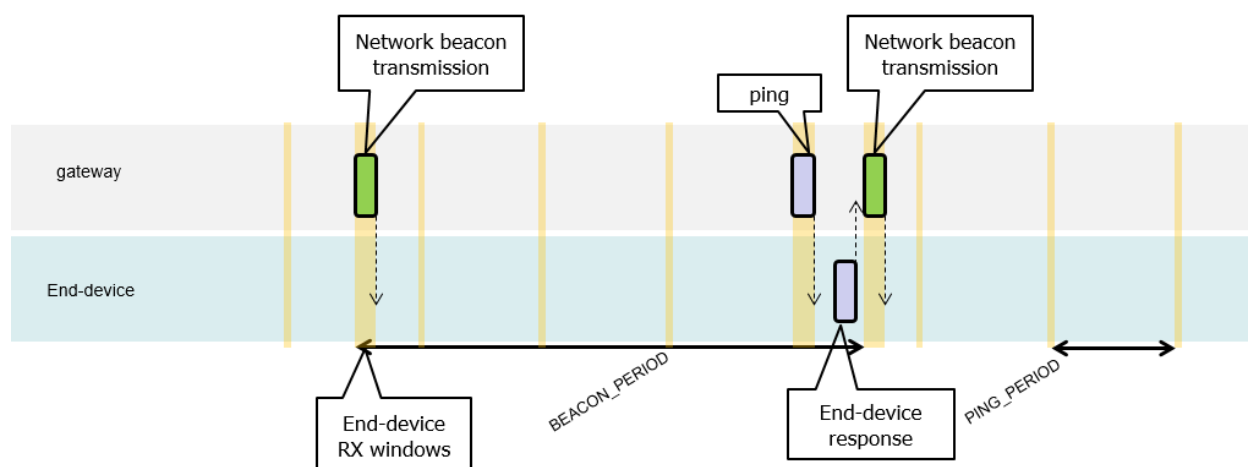 Network beacon
transmission
ping
Network beacon
transmission
gateway
End-device
BEACON_PERIOD
PING_PERIOD
End-device
RX windows
End-device
response